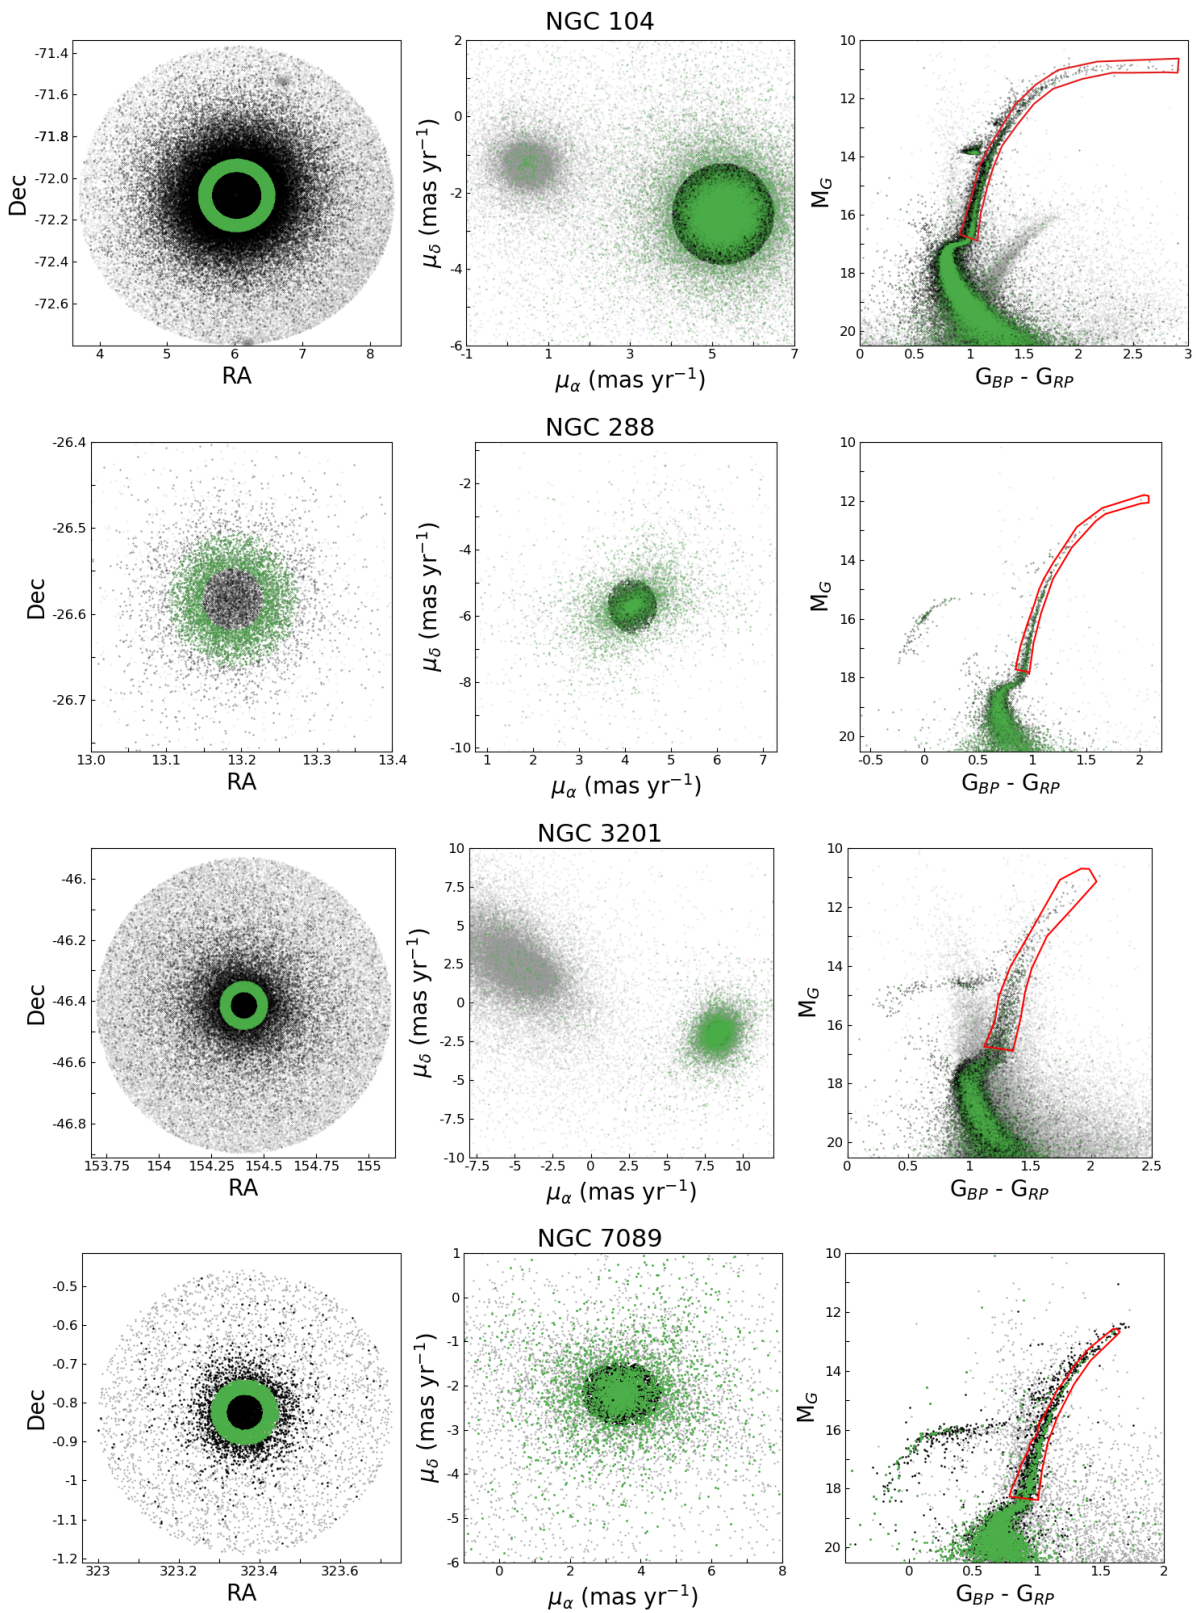 NGC 104
-71.4
-71.6
-71.8
-72.0
-72.2
-72.4
-72.6
Dec
4 5 6 7 8
RA
2
0
-2
-4
-6
μδ (mas yr⁻¹)
-1 1 3 5 7
μα (mas yr⁻¹)
10
12
14
16
18
20
M_G
0 0.5 1 1.5 2 2.5 3
G_BP - G_RP
NGC 288
-26.4
-26.5
-26.6
-26.7
Dec
13.0 13.1 13.2 13.3 13.4
RA
-2
-4
-6
-8
-10
μδ (mas yr⁻¹)
1 2 3 4 5 6 7
μα (mas yr⁻¹)
10
12
14
16
18
20
M_G
-0.5 0 0.5 1 1.5 2
G_BP - G_RP
NGC 3201
-46.
-46.2
-46.4
-46.6
-46.8
Dec
153.75 154 154.25 154.5 154.75 155
RA
10
7.5
5
2.5
0
-2.5
-5
-7.5
-10
μδ (mas yr⁻¹)
-7.5 -5 -2.5 0 2.5 5 7.5 10
μα (mas yr⁻¹)
10
12
14
16
18
20
M_G
0 0.5 1 1.5 2 2.5
G_BP - G_RP
NGC 7089
-0.5
-0.6
-0.7
-0.8
-0.9
-1
-1.1
-1.2
Dec
323 323.2 323.4 323.6
RA
1
0
-1
-2
-3
-4
-5
-6
μδ (mas yr⁻¹)
0 2 4 6 8
μα (mas yr⁻¹)
10
12
14
16
18
20
M_G
0 0.5 1 1.5 2
G_BP - G_RP